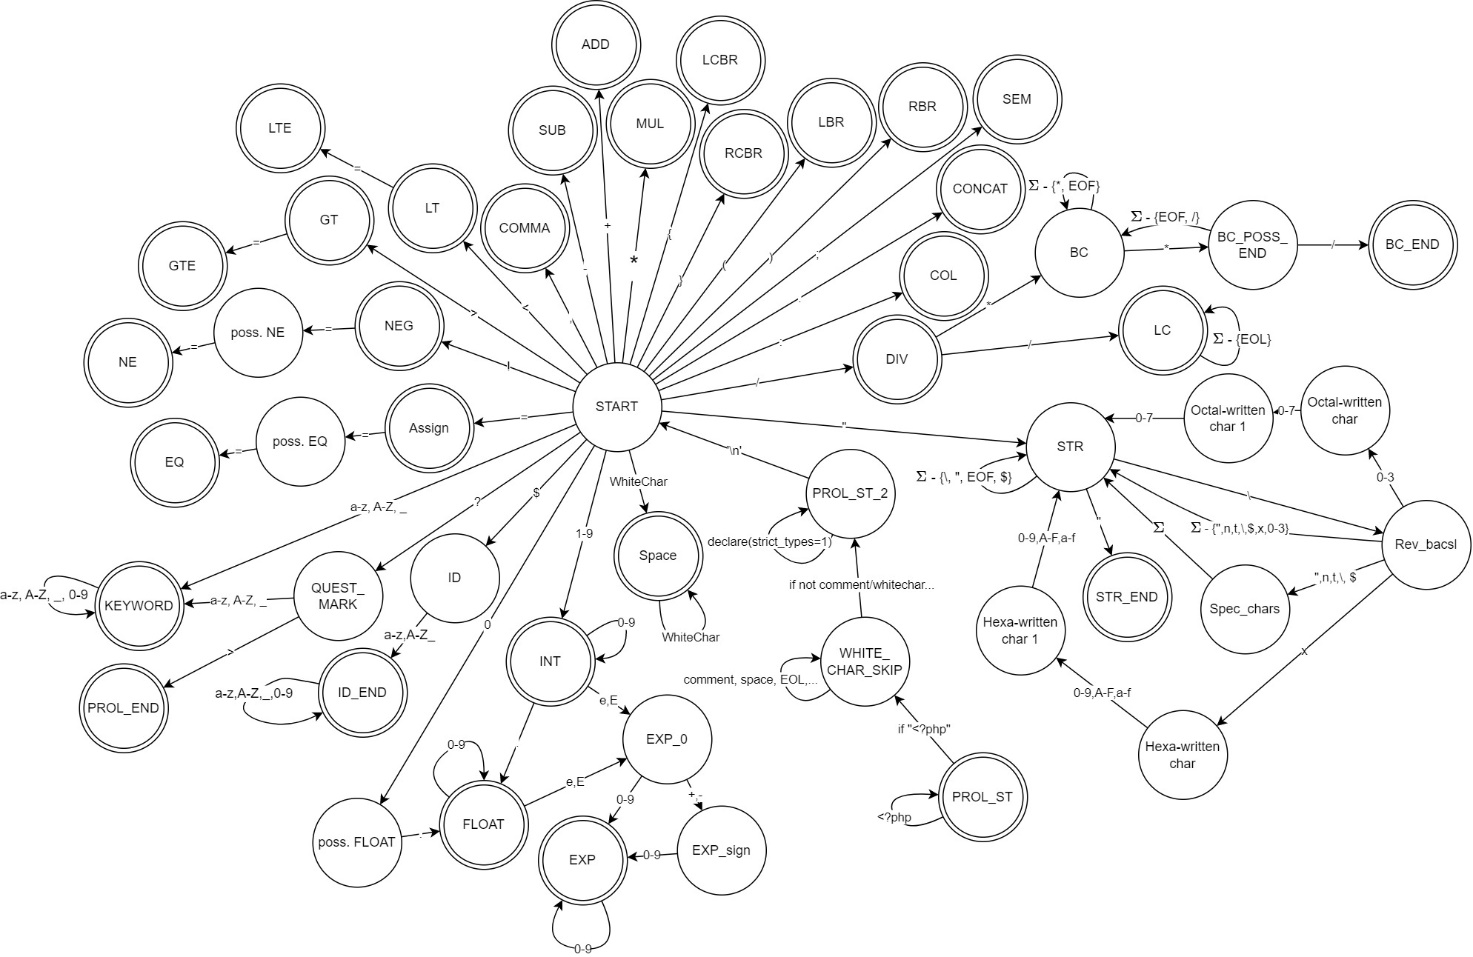 ADD
LCBR
SEM
RBR
LTE
SUB
MUL
LBR
RCBR
CONCAT
Σ - {*, EOF}
=
LT
GT
COMMA
Σ - {EOF, /}
+
{
BC
*
BC_POSS_
END
/
BC_END
=
GTE
-
*
}
(
)
;
COL
.
*
<
>
,
NEG
=
poss. NE
=
NE
!
:
DIV
/
LC
Σ - {EOL}
/
START
Assign
=
=
poss. EQ
=
EQ
"
STR
0-7
Octal-written
char 1
0-7
Octal-written
char
'\n'
PROL_ST_2
Σ - {\, ", EOF, $}
\
0-3
WhiteChar
a-z, A-Z, _
?
$
1-9
declare(strict_types=1)
0-9,A-F,a-f
"
Σ
Σ - {",n,t,\,$,x,0-3}
Rev_bacsl
Space
ID
QUEST_
MARK
a-z, A-Z, _
KEYWORD
a-z, A-Z, _, 0-9
if not comment/whitechar...
STR_END
",n,t,\, $
Spec_chars
0
0-9
WhiteChar
a-z,A-Z_
Hexa-written
char 1
>
INT
WHITE_
CHAR_SKIP
comment, space, EOL,...
x
a-z,A-Z,_,0-9
ID_END
PROL_END
e,E
0-9,A-F,a-f
if "<?php"
EXP_0
0-9
.
Hexa-written
char
e,E
0-9
+,-
PROL_ST
<?php
poss. FLOAT
.
FLOAT
EXP
0-9
EXP_sign
0-9